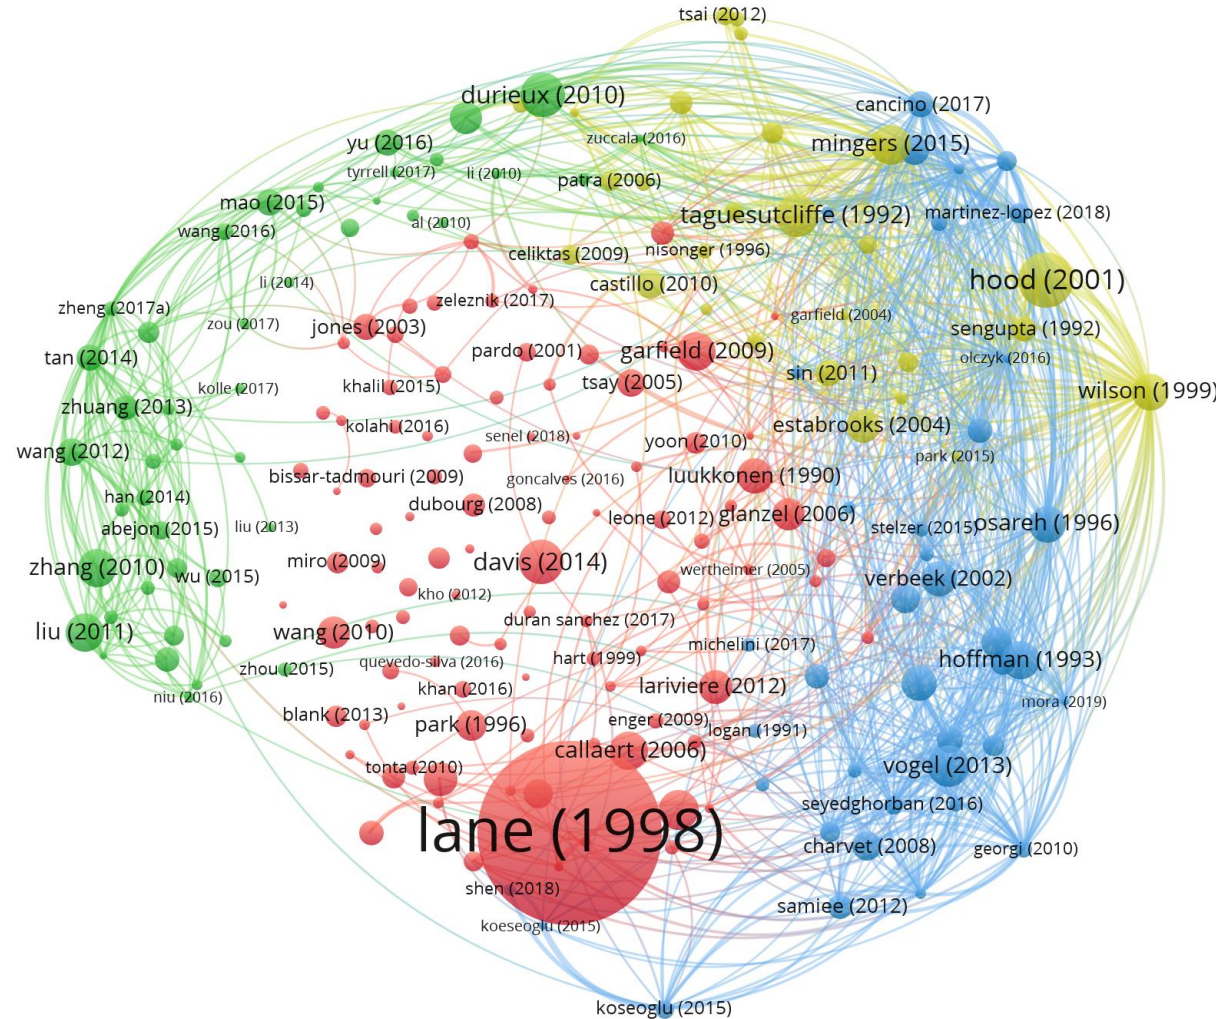 tsai (2012)
durieux (2010)
cancino (2017)
zuccala (2016)
yu (2016)
mingers (2015)
tyrrell (2017)
li (2010)
patra (2006)
mao (2015)
al (2010)
taguesutcliffe (1992)
martinez-lopez (2018)
wang (2016)
nisonger (1996)
celiktas (2009)
li (2014)
castillo (2010)
hood (2001)
zheng (2017a)
zeleznik (2017)
garfield (2004)
zou (2017)
jones (2003)
sengupta (1992)
tan (2014)
pardo (2001)
garfield (2009)
olczyk (2016)
kolle (2017)
khalil (2015)
tsay (2005)
sin (2011)
wilson (1999)
zhuang (2013)
kolahi (2016)
senel (2018)
yoon (2010)
estabrooks (2004)
wang (2012)
park (2015)
bissar-tadmouri (2009)
goncalves (2016)
luukkonen (1990)
han (2014)
dubourg (2008)
abejon (2015)
liu (2013)
leone (2012)
glanzel (2006)
stelzer (2015)
osareh (1996)
zhang (2010)
wu (2015)
miro (2009)
davis (2014)
wertheimer (2005)
verbeek (2002)
kho (2012)
liu (2011)
wang (2010)
duran sanchez (2017)
michelini (2017)
zhou (2015)
quevedo-silva (2016)
hart (1999)
hoffman (1993)
niu (2016)
khan (2016)
lariviere (2012)
mora (2019)
blank (2013)
park (1996)
enger (2009)
logan (1991)
tonta (2010)
callaert (2006)
vogel (2013)
lane (1998)
seyedghorban (2016)
charvet (2008)
georgi (2010)
shen (2018)
samiee (2012)
koeseoglu (2015)
koseoglu (2015)